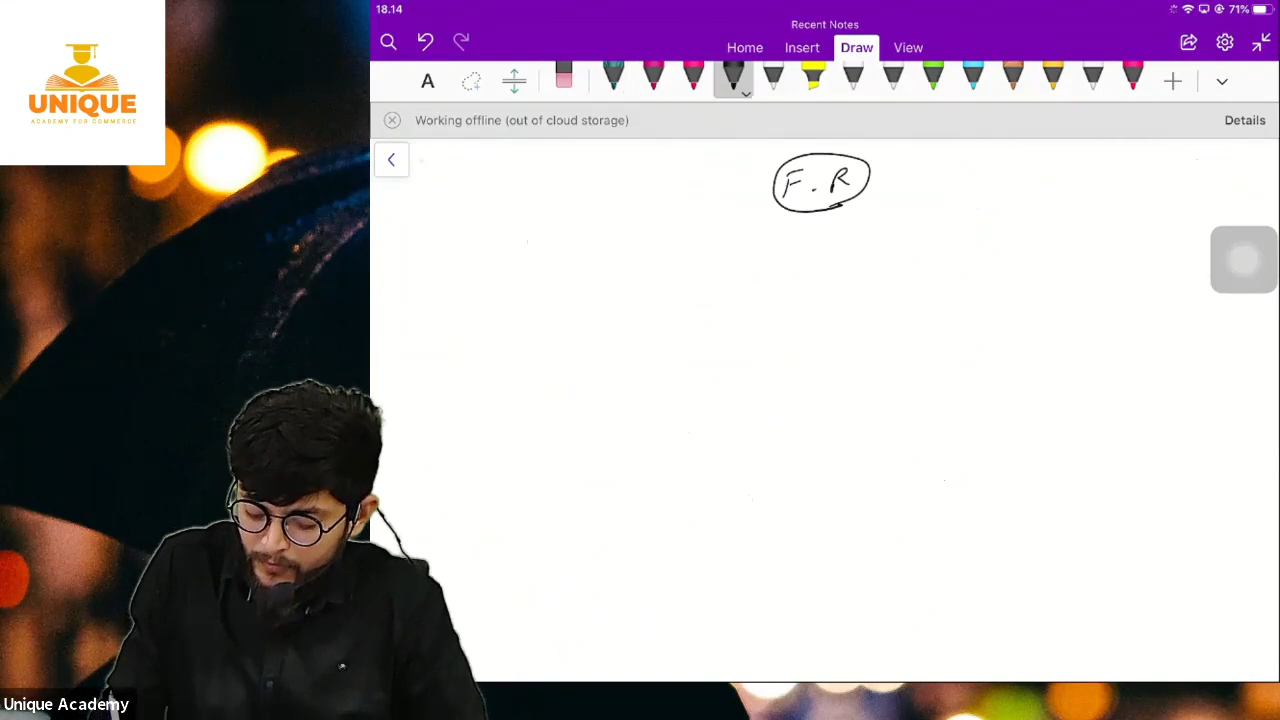 UNIQUE
ACADEMY FOR COMMERCE
18.14
71%
Recent Notes
Home Insert Draw View
A
Working offline (out of cloud storage)
Details
F. R
Unique Academy